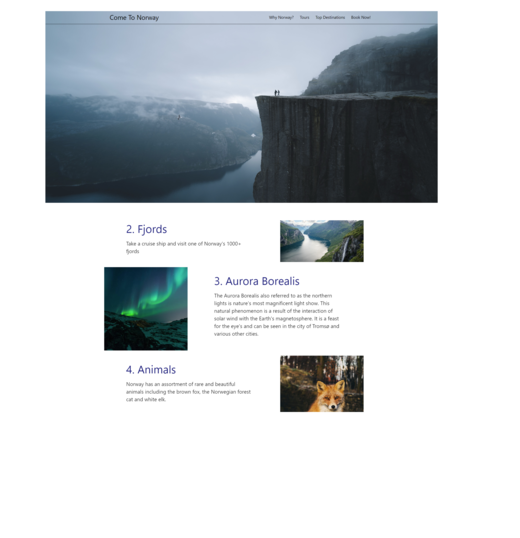 Come To Norway
Why Norway? Tours Top Destinations Book Now!
2. Fjords
Take a cruise ship and visit one of Norway's 1000+
fjords
3. Aurora Borealis
The Aurora Borealis also referred to as the northern
lights is nature's most magnificent light show. This
natural phenomenon is a result of the interaction of
solar wind with the Earth's magnetosphere. It is a feast
for the eye's and can be seen in the city of Tromsø and
various other cities.
4. Animals
Norway has an assortment of rare and beautiful
animals including the brown fox, the Norwegian forest
cat and white elk.